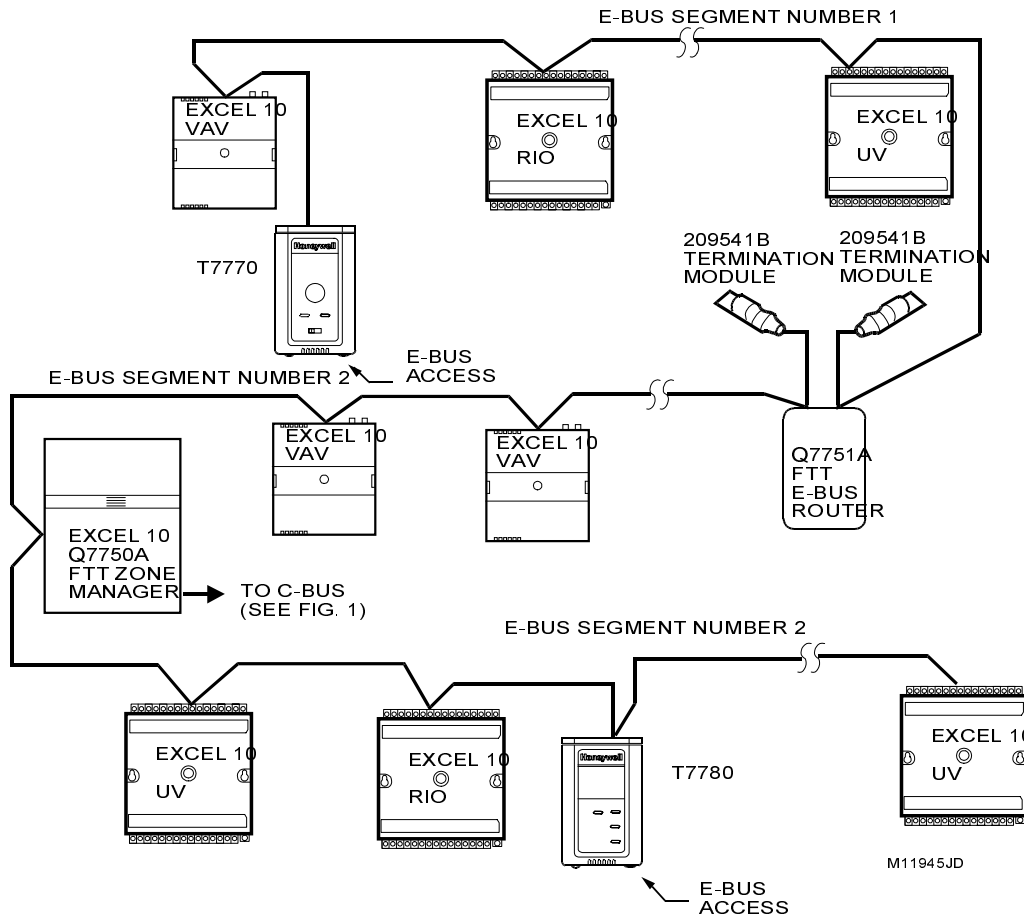 E-BUS SEGMENT NUMBER 1
EXCEL 10
VAV
EXCEL 10
RIO
EXCEL 10
UV
Honeywell
T7770
209541B
TERMINATION
MODULE
209541B
TERMINATION
MODULE
E-BUS
ACCESS
E-BUS SEGMENT NUMBER 2
EXCEL 10
VAV
EXCEL 10
VAV
Q7751A
FTT
E-BUS
ROUTER
EXCEL 10
Q7750A
FTT ZONE
MANAGER
TO C-BUS
(SEE FIG. 1)
E-BUS SEGMENT NUMBER 2
EXCEL 10
UV
EXCEL 10
RIO
Honeywell
T7780
EXCEL 10
UV
M11945JD
E-BUS
ACCESS